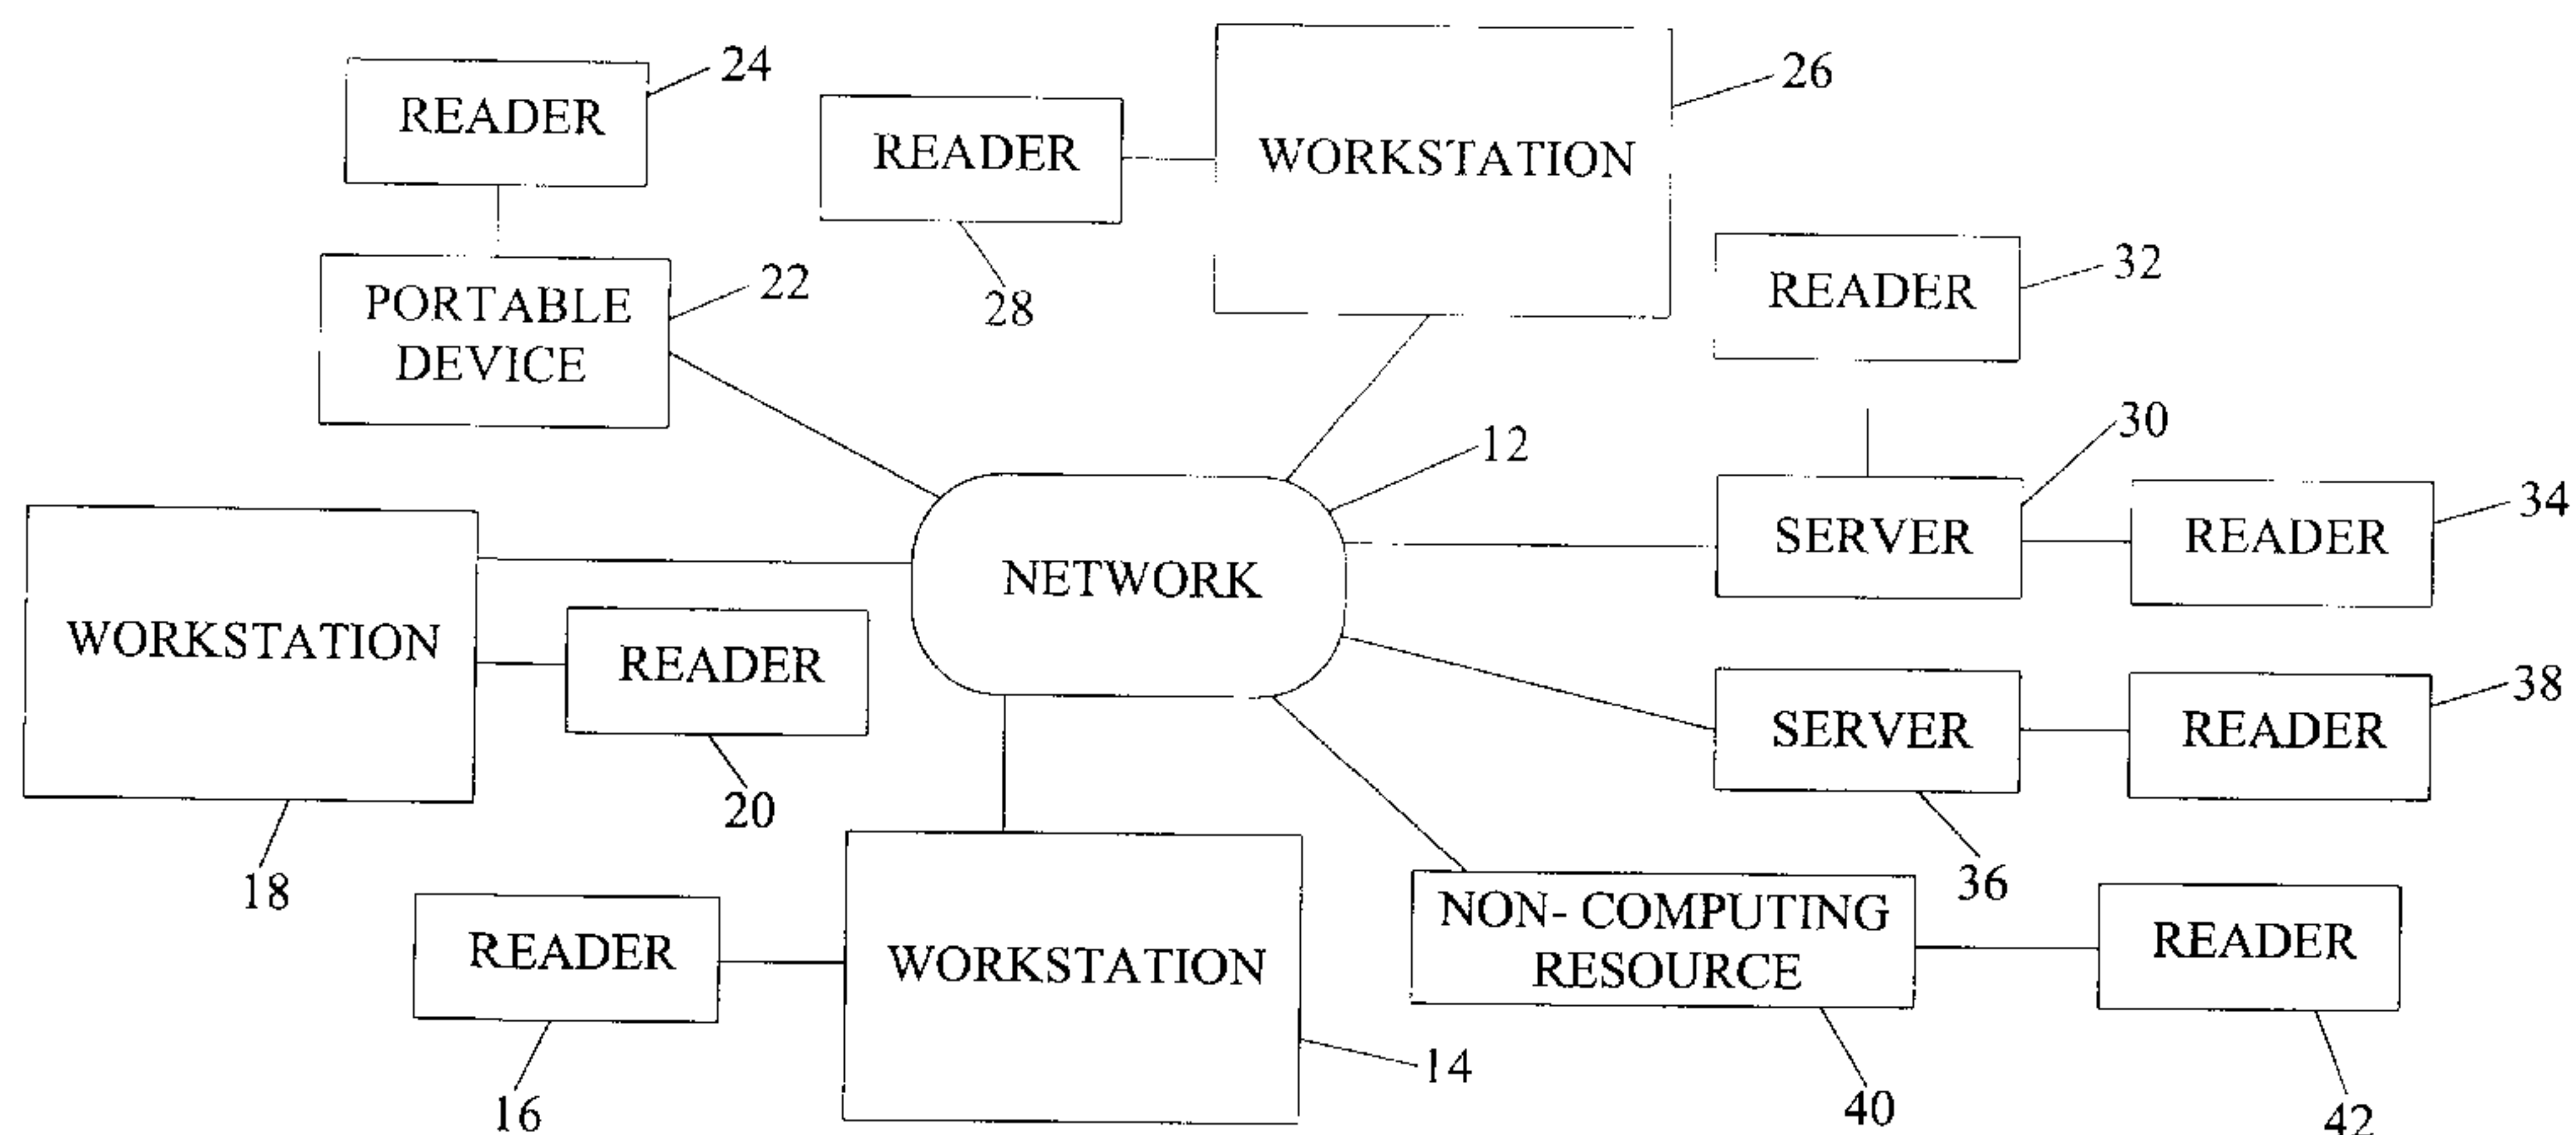 24
READER
26
READER
WORKSTATION
28
22
PORTABLE
DEVICE
32
READER
12
30
34
NETWORK
SERVER
READER
WORKSTATION
READER
20
18
38
SERVER
READER
36
READER
16
WORKSTATION
14
NON- COMPUTING
RESOURCE
40
READER
42